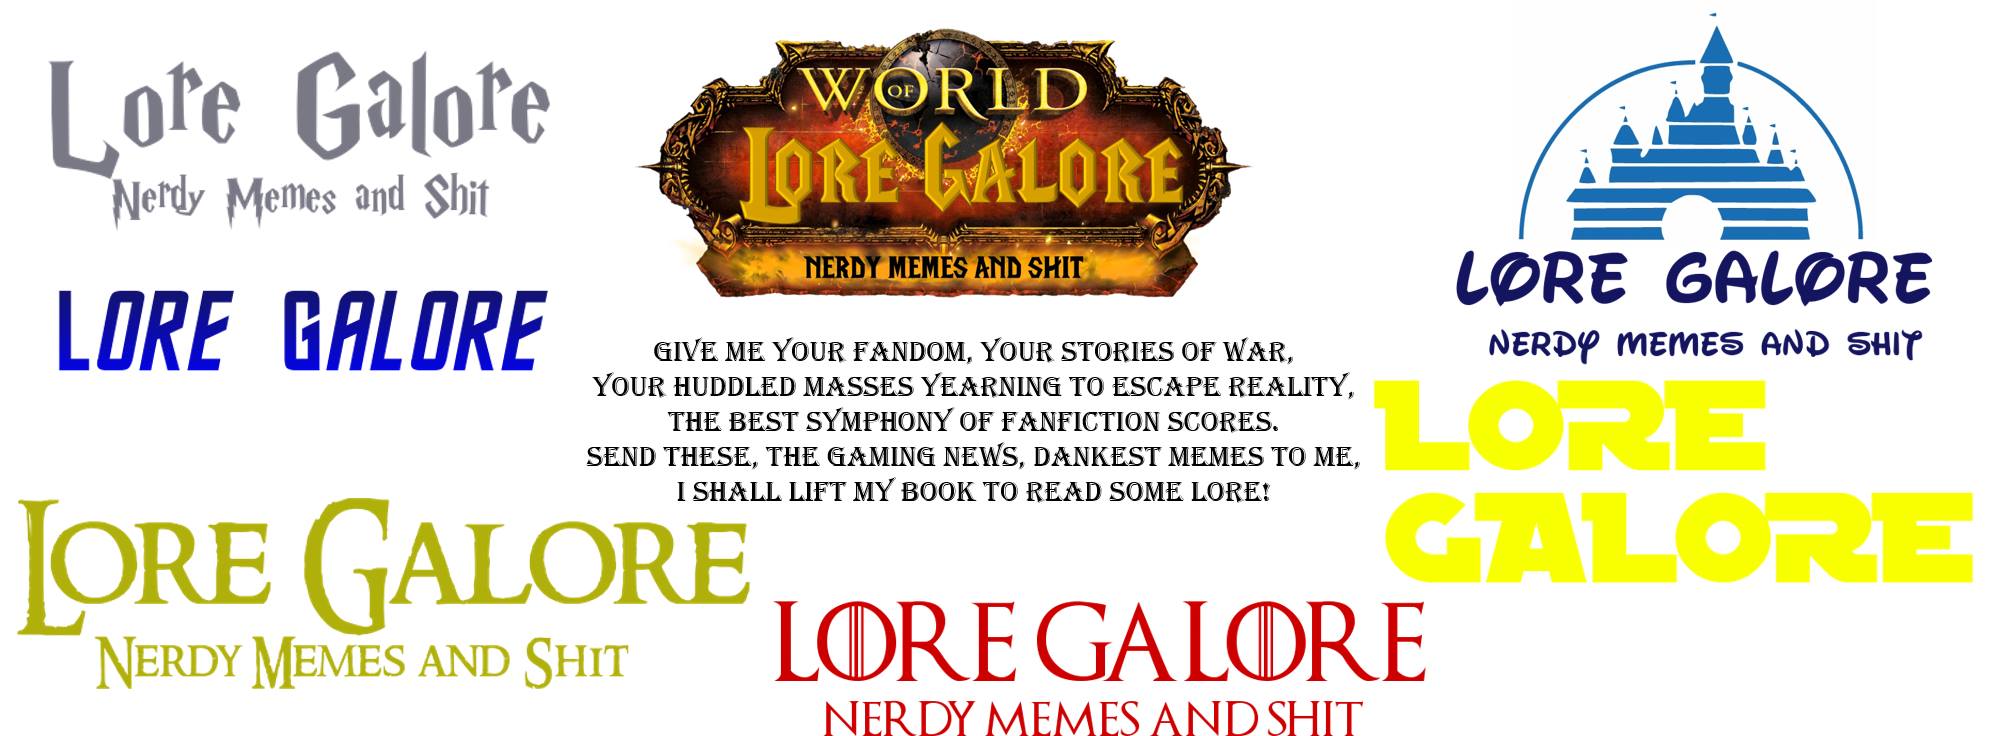 Lore Galore
Nerdy Memes and Shit
WORLD
OF
LORE GALORE
NERDY MEMES AND SHIT
LORE GALORE
NERDY MEMES AND SHIT
LORE GALORE
GIVE ME YOUR FANDOM, YOUR STORIES OF WAR,
YOUR HUDDLED MASSES YEARNING TO ESCAPE REALITY,
THE BEST SYMPHONY OF FANFICTION SCORES.
SEND THESE, THE GAMING NEWS, DANKEST MEMES TO ME,
I SHALL LIFT MY BOOK TO READ SOME LORE!
LORE
GALORE
LORE GALORE
NERDY MEMES AND SHIT
LORE GALORE
NERDY MEMES AND SHIT